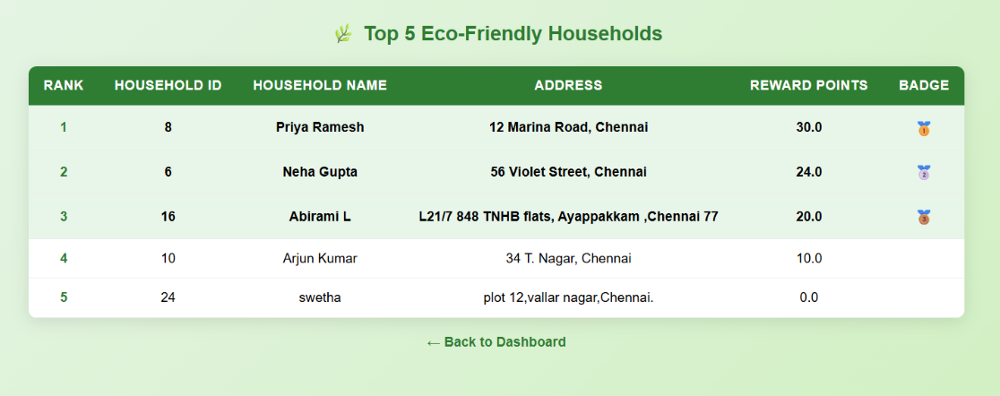 Top 5 Eco-Friendly Households
RANK HOUSEHOLD ID HOUSEHOLD NAME ADDRESS REWARD POINTS BADGE
1 8 Priya Ramesh 12 Marina Road, Chennai 30.0 1
2 6 Neha Gupta 56 Violet Street, Chennai 24.0 2
3 16 Abirami L L21/7 848 TNHB flats, Ayappakkam ,Chennai 77 20.0 3
4 10 Arjun Kumar 34 T. Nagar, Chennai 10.0
5 24 swetha plot 12,vallar nagar,Chennai. 0.0
← Back to Dashboard